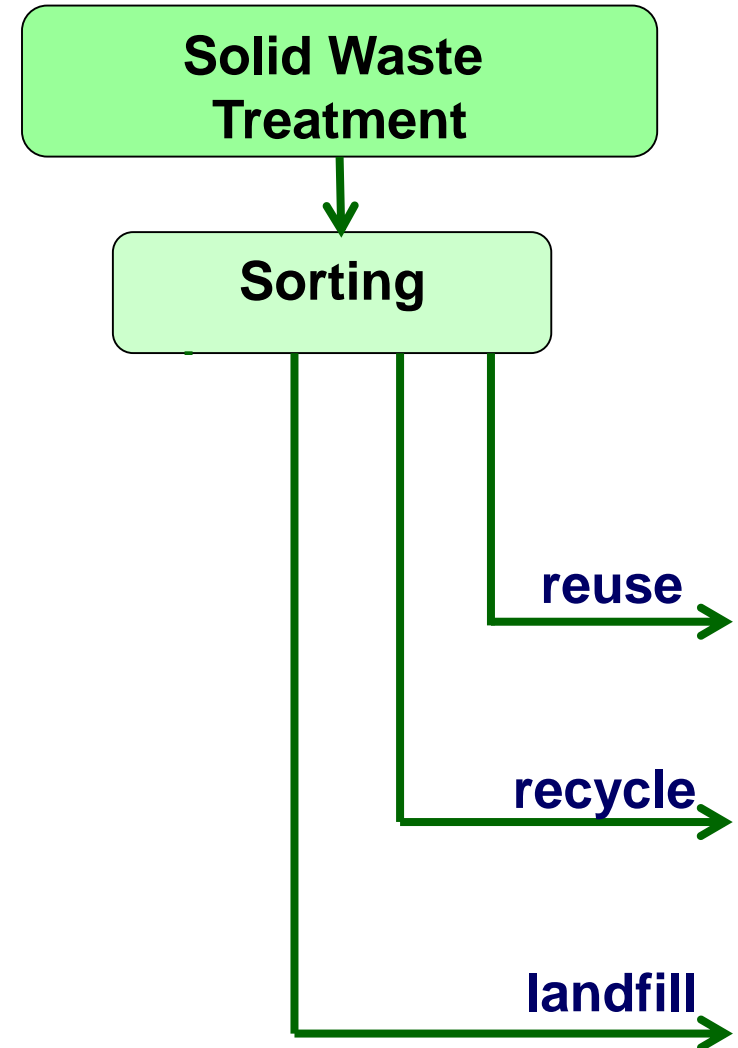 Solid Waste
Treatment
Sorting
reuse
recycle
landfill